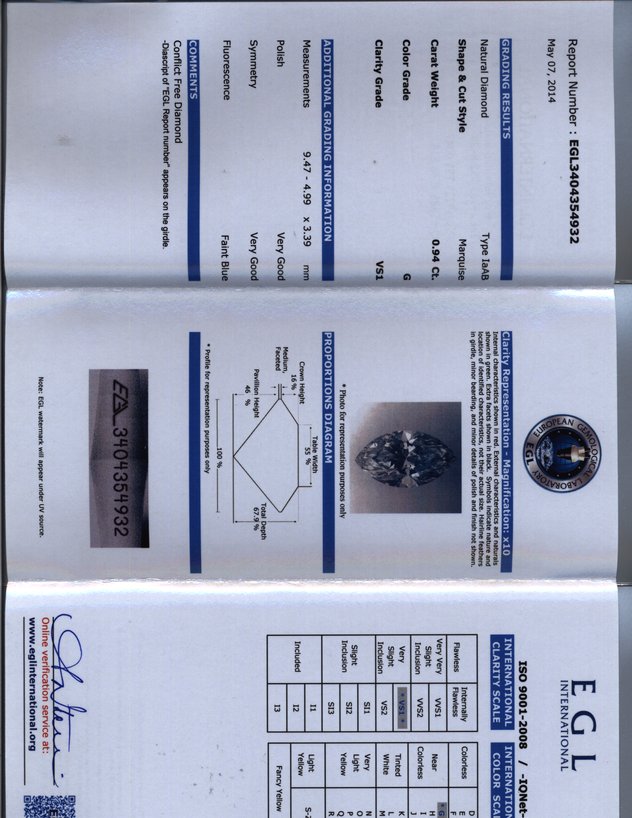 Report Number : EGL3404354932
May 07, 2014
GRADING RESULTS
Natural Diamond Type IaAB
Shape & Cut Style Marquise
Carat Weight 0.94 Ct.
Color Grade G
Clarity Grade VS1
ADDITIONAL GRADING INFORMATION
Measurements 9.47 - 4.99 x 3.39 mm
Polish Very Good
Symmetry Very Good
Fluorescence Faint Blue
COMMENTS
Conflict Free Diamond
-Diascript of "EGL Report number" appears on the girdle.
EUROPEAN GEMOLOGICAL LABORATORY
EGL
Clarity Representation - Magnification: x10
Internal characteristics shown in red. External characteristics and naturals
shown in green. Extra facets shown in black. Symbols indicate nature and
location of identified characteristics, not their actual size. Hairline feathers
in girdle, minor bearding, and minor details of polish and finish not shown.
* Photo for representation purposes only
PROPORTIONS DIAGRAM
Table Width
55 %
Crown Height
16 %
Medium,
Faceted
Pavillion Height
46 %
Total Depth
67.9 %
100 %
* Profile for representation purposes only
EGL 3404354932
Note: EGL watermark will appear under UV source.
EGL
INTERNATIONAL
ISO 9001-2008 / -IQNet-
INTERNATIONAL
CLARITY SCALE
Flawless Internally
Flawless
Very Very
Slight
Inclusion
VVS1
VVS2
Very
Slight
Inclusion
* VS1 *
VS2
Slight
Inclusion
SI1
SI2
SI3
Included
I1
I2
I3
INTERNATION
COLOR SCA
Colorless
D
E
F
Near
Colorless
* G
H
I
J
Tinted
White
K
L
M
Very
Light
Yellow
N
O
P
Q
R
Light
Yellow
S-Z
Fancy Yellow
Online verification service at:
www.eglinternational.org